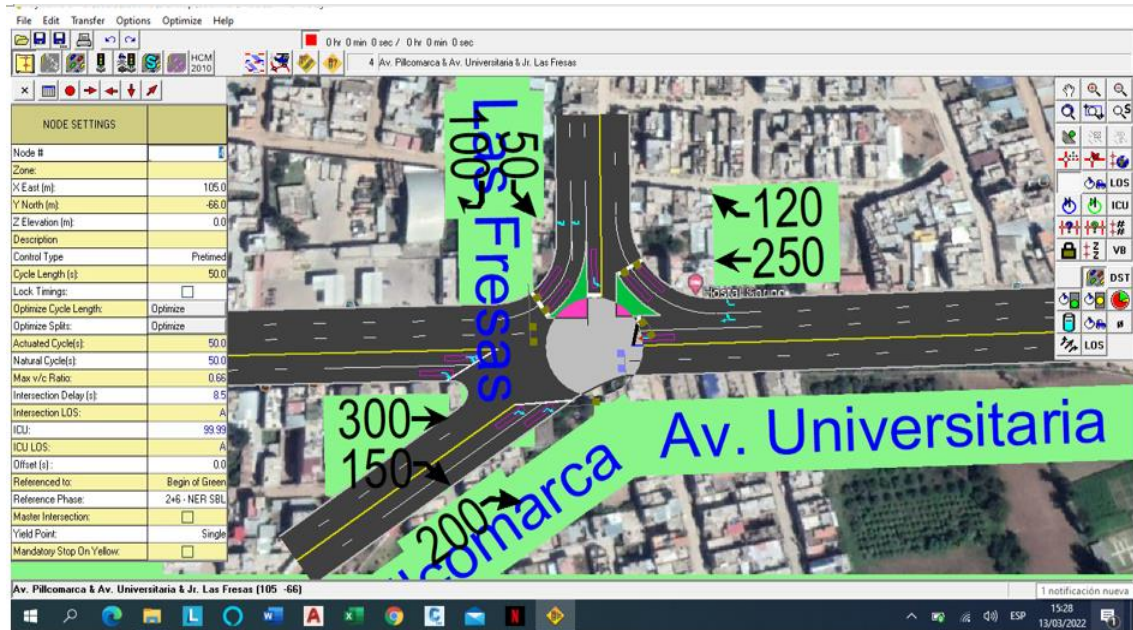 File Edit Transfer Options Optimize Help
0 hr 0 min 0 sec / 0 hr 0 min 0 sec
HCM 2010
4 Av. Pillcomarca & Av. Universitaria & Jr. Las Fresas
NODE SETTINGS
Node # 4
Zone:
X East (m): 105.0
Y North (m): -66.0
Z Elevation (m): 0.0
Description
Control Type Pretimed
Cycle Length (s): 50.0
Lock Timings:
Optimize Cycle Length: Optimize
Optimize Splits: Optimize
Actuated Cycle(s): 50.0
Natural Cycle(s): 50.0
Max v/c Ratio: 0.66
Intersection Delay (s): 8.5
Intersection LOS: A
ICU: 99.99
ICU LOS: A
Offset (s) : 0.0
Referenced to: Begin of Green
Reference Phase: 2+6 - NER SBL
Master Intersection:
Yield Point: Single
Mandatory Stop On Yellow:
Las Fresas
100
50
120
250
300
150
200
Av. Universitaria
comarca
LOS
ICU
VB
DST
LOS
Av. Pillcomarca & Av. Universitaria & Jr. Las Fresas (105 -66)
1 notificación nueva
ESP
15:28
13/03/2022